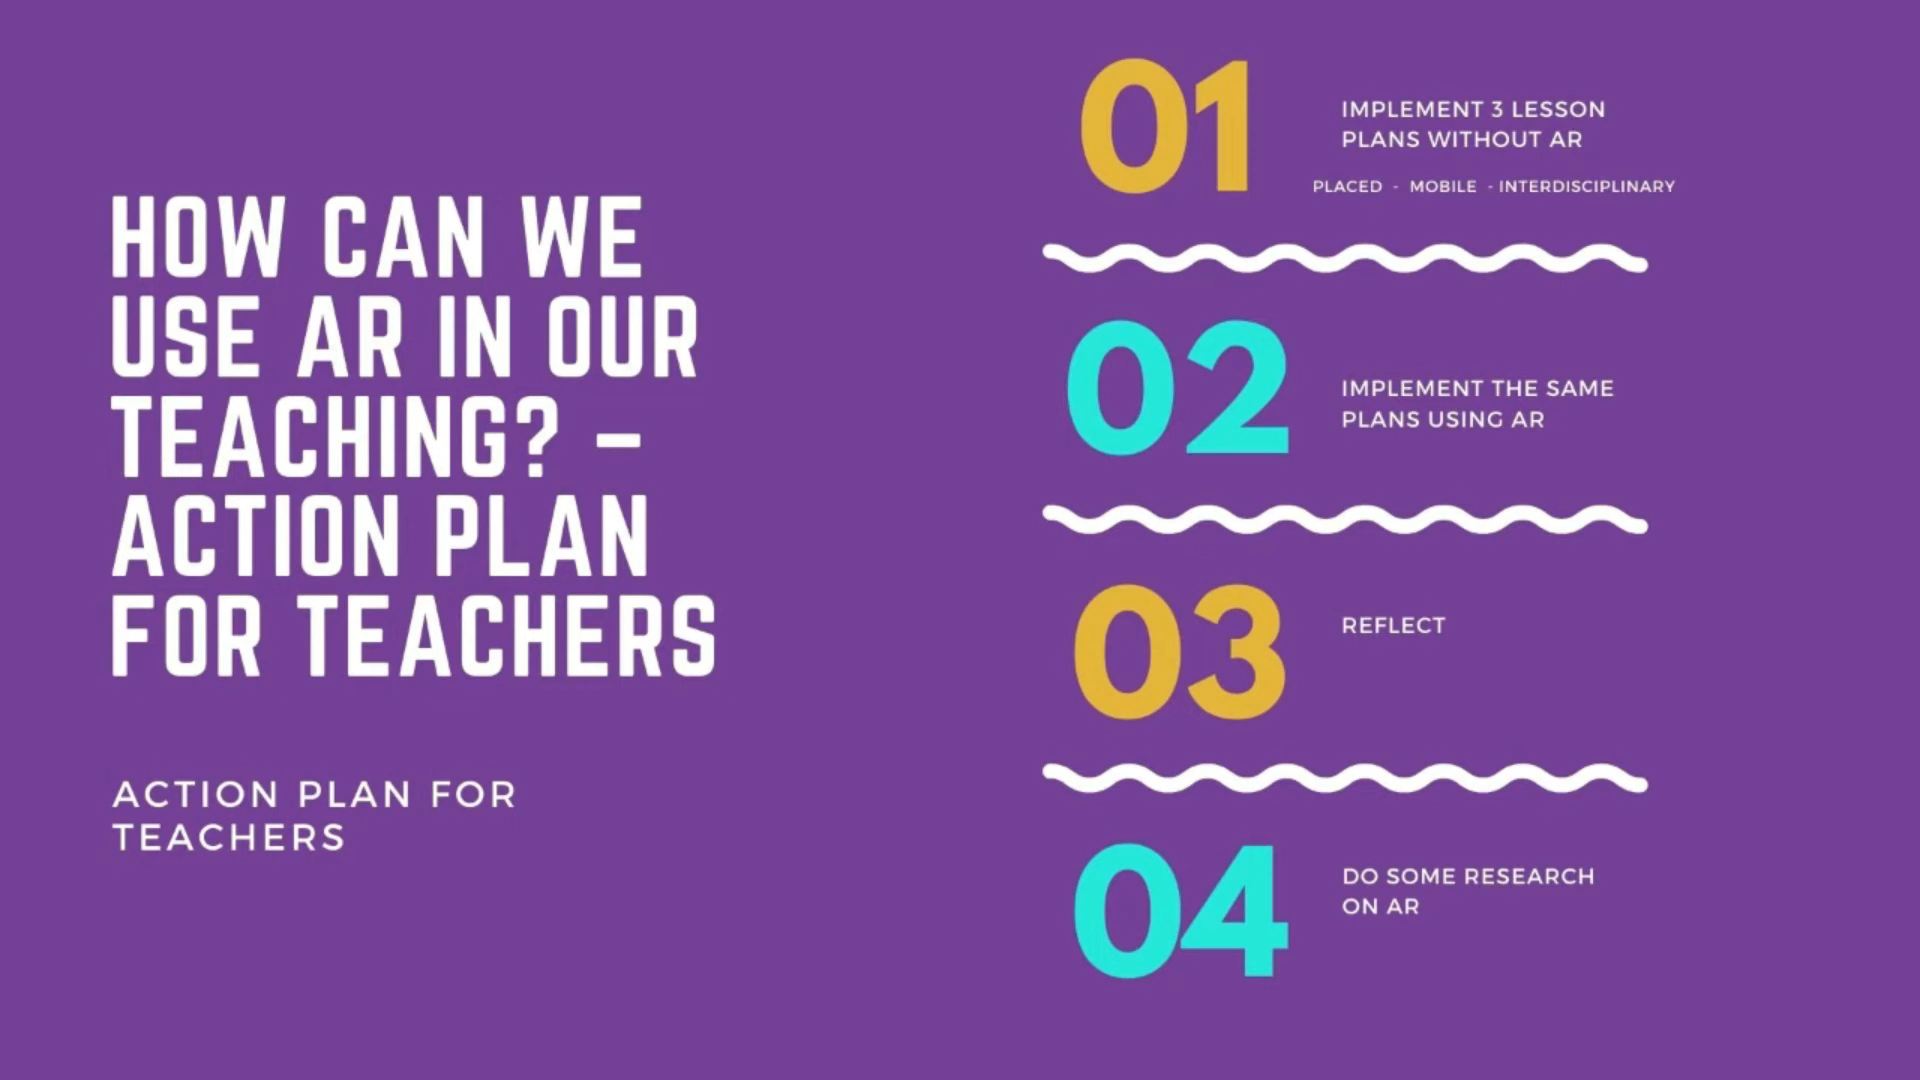 HOW CAN WE
USE AR IN OUR
TEACHING? –
ACTION PLAN
FOR TEACHERS
ACTION PLAN FOR
TEACHERS
01
IMPLEMENT 3 LESSON
PLANS WITHOUT AR
PLACED - MOBILE - INTERDISCIPLINARY
02
IMPLEMENT THE SAME
PLANS USING AR
03
REFLECT
04
DO SOME RESEARCH
ON AR